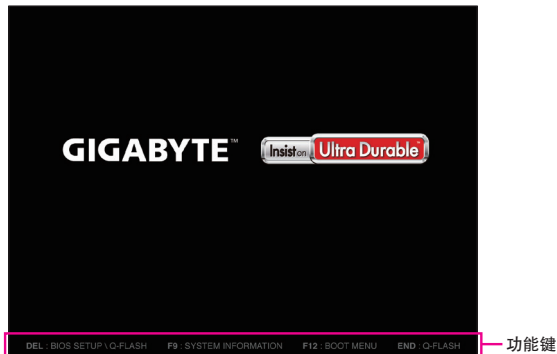 GIGABYTE™ Insist on Ultra Durable™
DEL : BIOS SETUP \ Q-FLASH F9 : SYSTEM INFORMATION F12 : BOOT MENU END : Q-FLASH 功能键